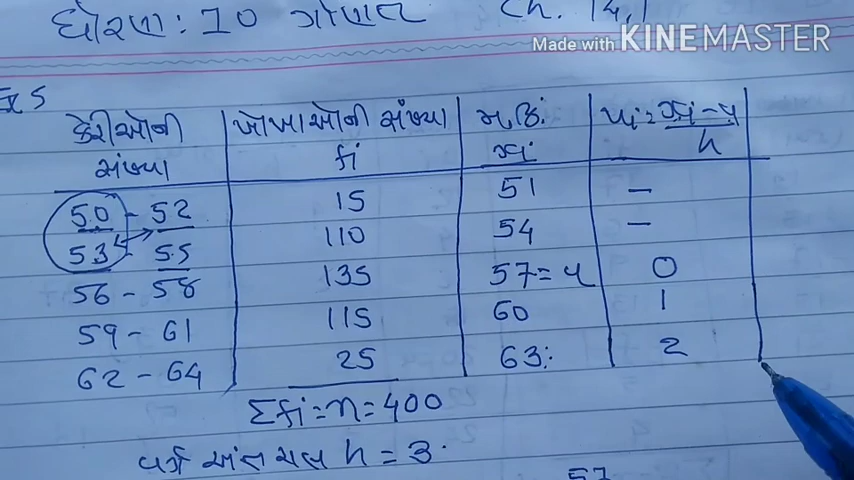 ધોરણ: 10 ગણિત Ch. 14.1
Made with KINEMASTER
5
કેરીઓની ખોખાઓની સંખ્યા મ.કિં. ui = xi - a
સંખ્યા fi xi h
50 - 52 15 51 -
53 - 55 110 54 -
56 - 58 135 57 = a 0
59 - 61 115 60 1
62 - 64 25 63: 2
Σfi = n = 400
વર્ગ h = 3.
57